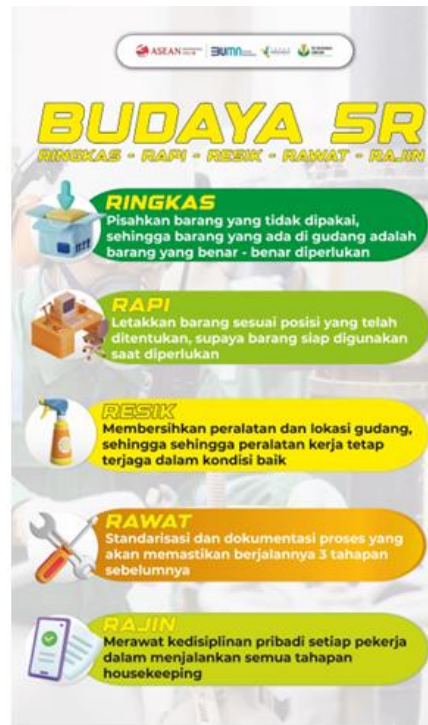 ASEAN BUMN
BUDAYA 5R
RINGKAS - RAPI - RESIK - RAWAT - RAJIN
RINGKAS
Pisahkan barang yang tidak dipakai,
sehingga barang yang ada di gudang adalah
barang yang benar - benar diperlukan
RAPI
Letakkan barang sesuai posisi yang telah
ditentukan, supaya barang siap digunakan
saat diperlukan
RESIK
Membersihkan peralatan dan lokasi gudang,
sehingga sehingga peralatan kerja tetap
terjaga dalam kondisi baik
RAWAT
Standarisasi dan dokumentasi proses yang
akan memastikan berjalannya 3 tahapan
sebelumnya
RAJIN
Merawat kedisiplinan pribadi setiap pekerja
dalam menjalankan semua tahapan
housekeeping